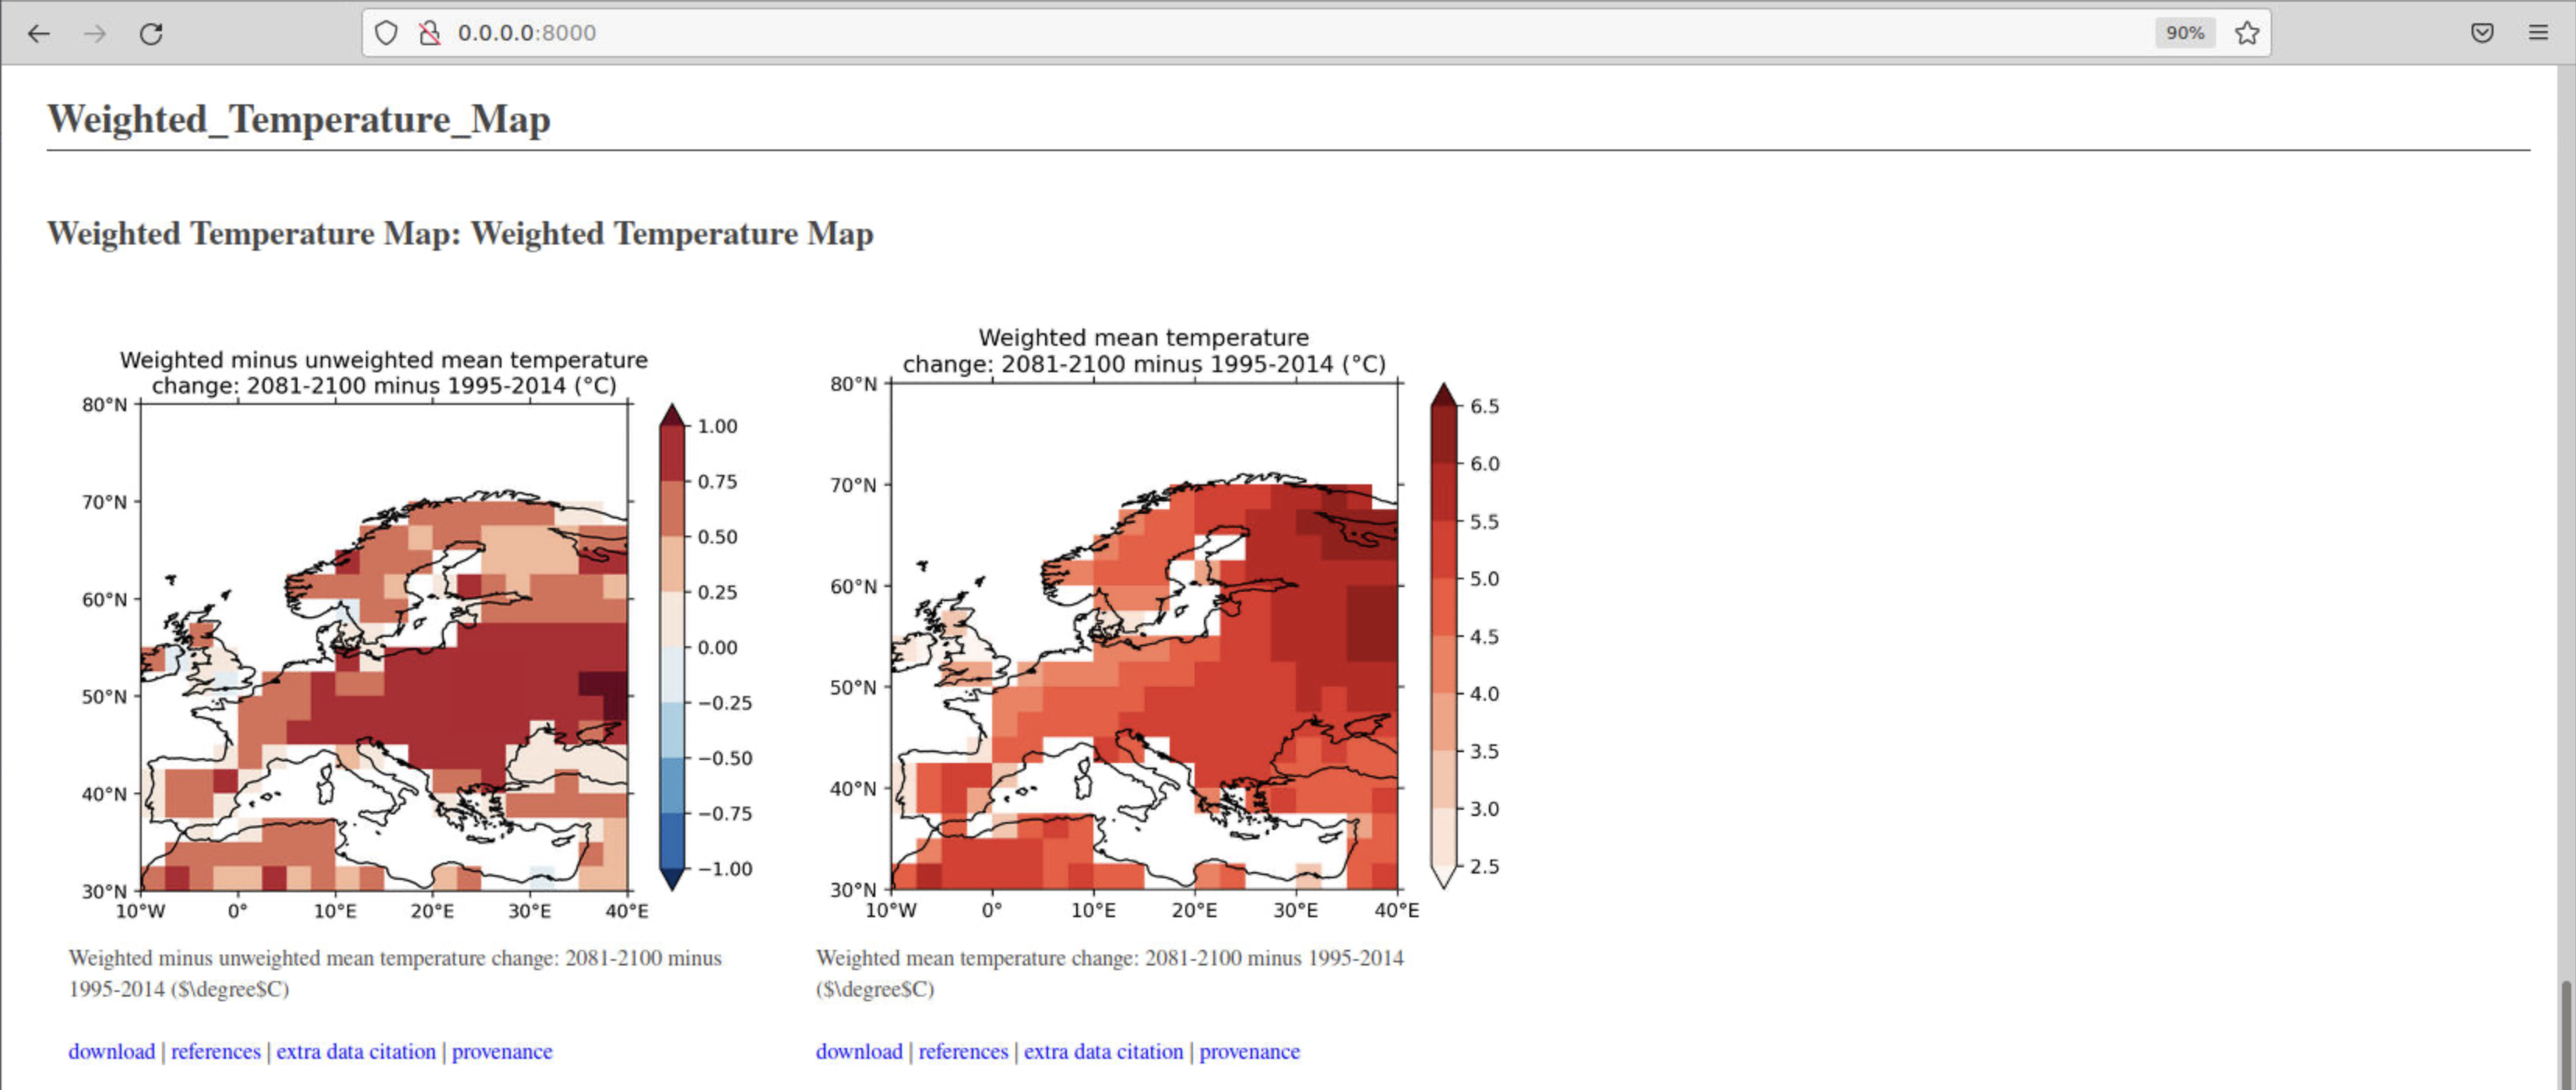 0.0.0.0:8000
90%
Weighted_Temperature_Map
Weighted Temperature Map: Weighted Temperature Map
Weighted minus unweighted mean temperature
change: 2081-2100 minus 1995-2014 (°C)
80°N
70°N
60°N
50°N
40°N
30°N
10°W 0° 10°E 20°E 30°E 40°E
1.00
0.75
0.50
0.25
0.00
−0.25
−0.50
−0.75
−1.00
Weighted minus unweighted mean temperature change: 2081-2100 minus
1995-2014 ($\degree$C)
download | references | extra data citation | provenance
Weighted mean temperature
change: 2081-2100 minus 1995-2014 (°C)
80°N
70°N
60°N
50°N
40°N
30°N
10°W 0° 10°E 20°E 30°E 40°E
6.5
6.0
5.5
5.0
4.5
4.0
3.5
3.0
2.5
Weighted mean temperature change: 2081-2100 minus 1995-2014
($\degree$C)
download | references | extra data citation | provenance